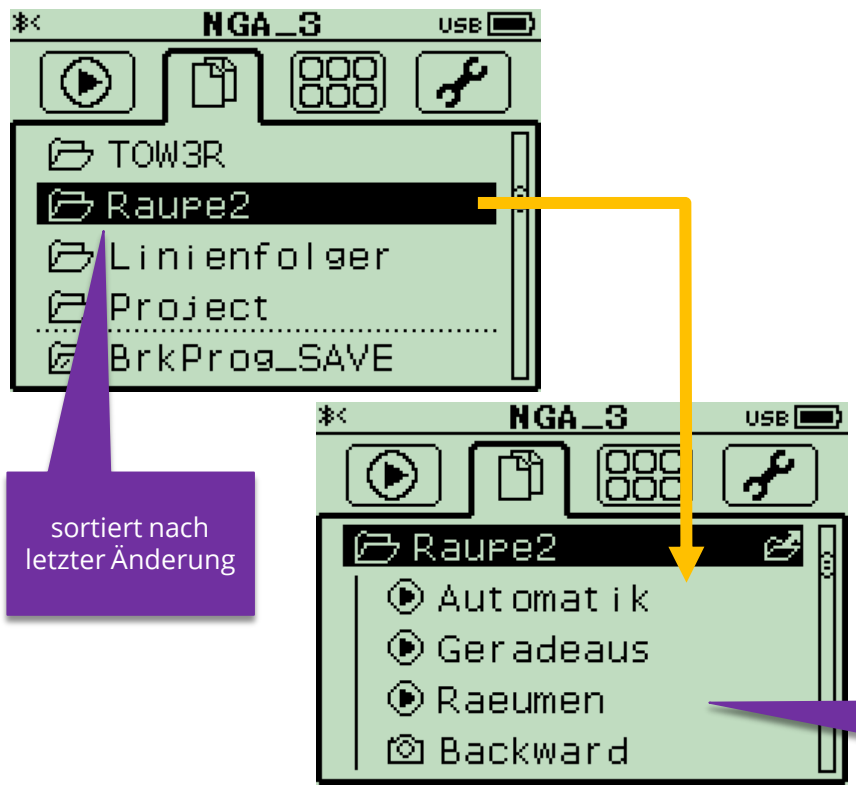 NGA_3 USB
TOW3R
Raupe2
Linienfolger
Project
BrkProg_SAVE
sortiert nach
letzter Änderung
NGA_3 USB
Raupe2
Automatik
Geradeaus
Raeumen
Backward